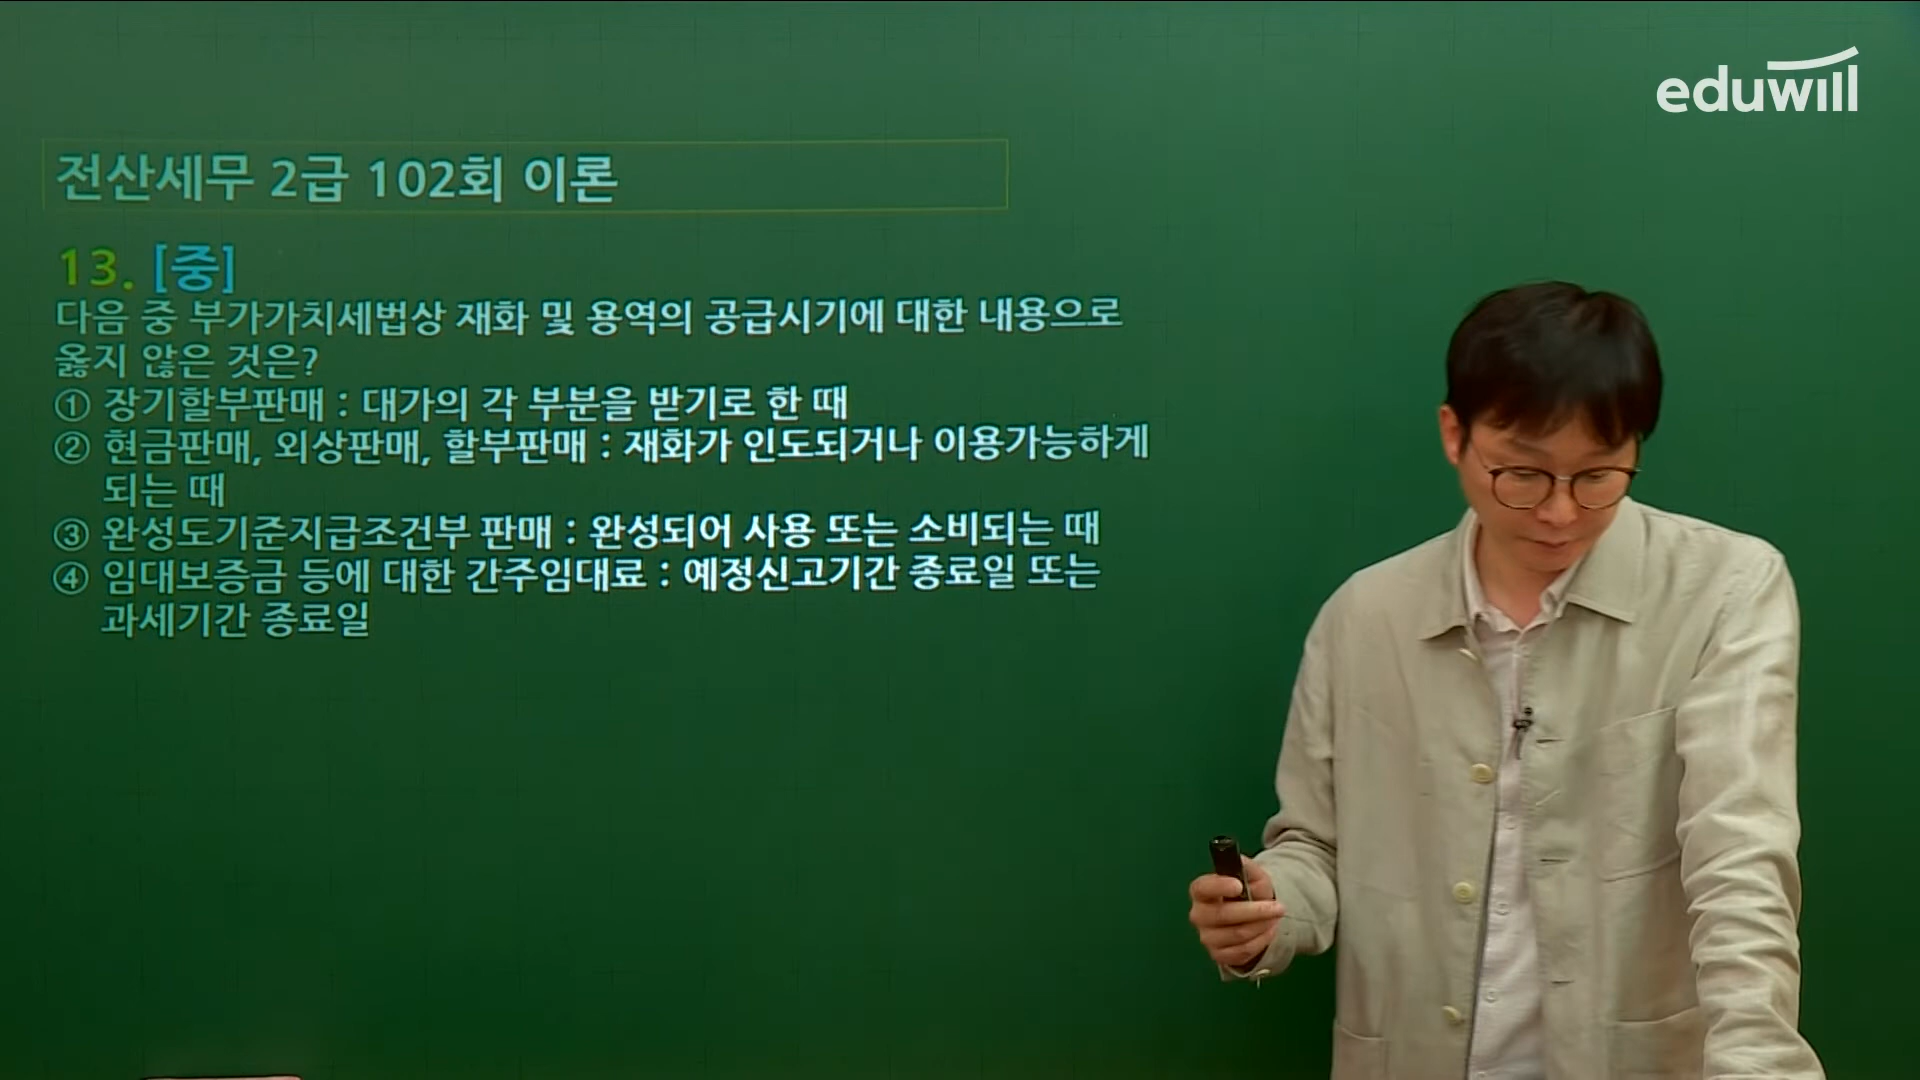 eduwill
전산세무 2급 102회 이론
13. [중]
다음 중 부가가치세법상 재화 및 용역의 공급시기에 대한 내용으로
옳지 않은 것은?
① 장기할부판매 : 대가의 각 부분을 받기로 한 때
② 현금판매, 외상판매, 할부판매 : 재화가 인도되거나 이용가능하게
되는 때
③ 완성도기준지급조건부 판매 : 완성되어 사용 또는 소비되는 때
④ 임대보증금 등에 대한 간주임대료 : 예정신고기간 종료일 또는
과세기간 종료일